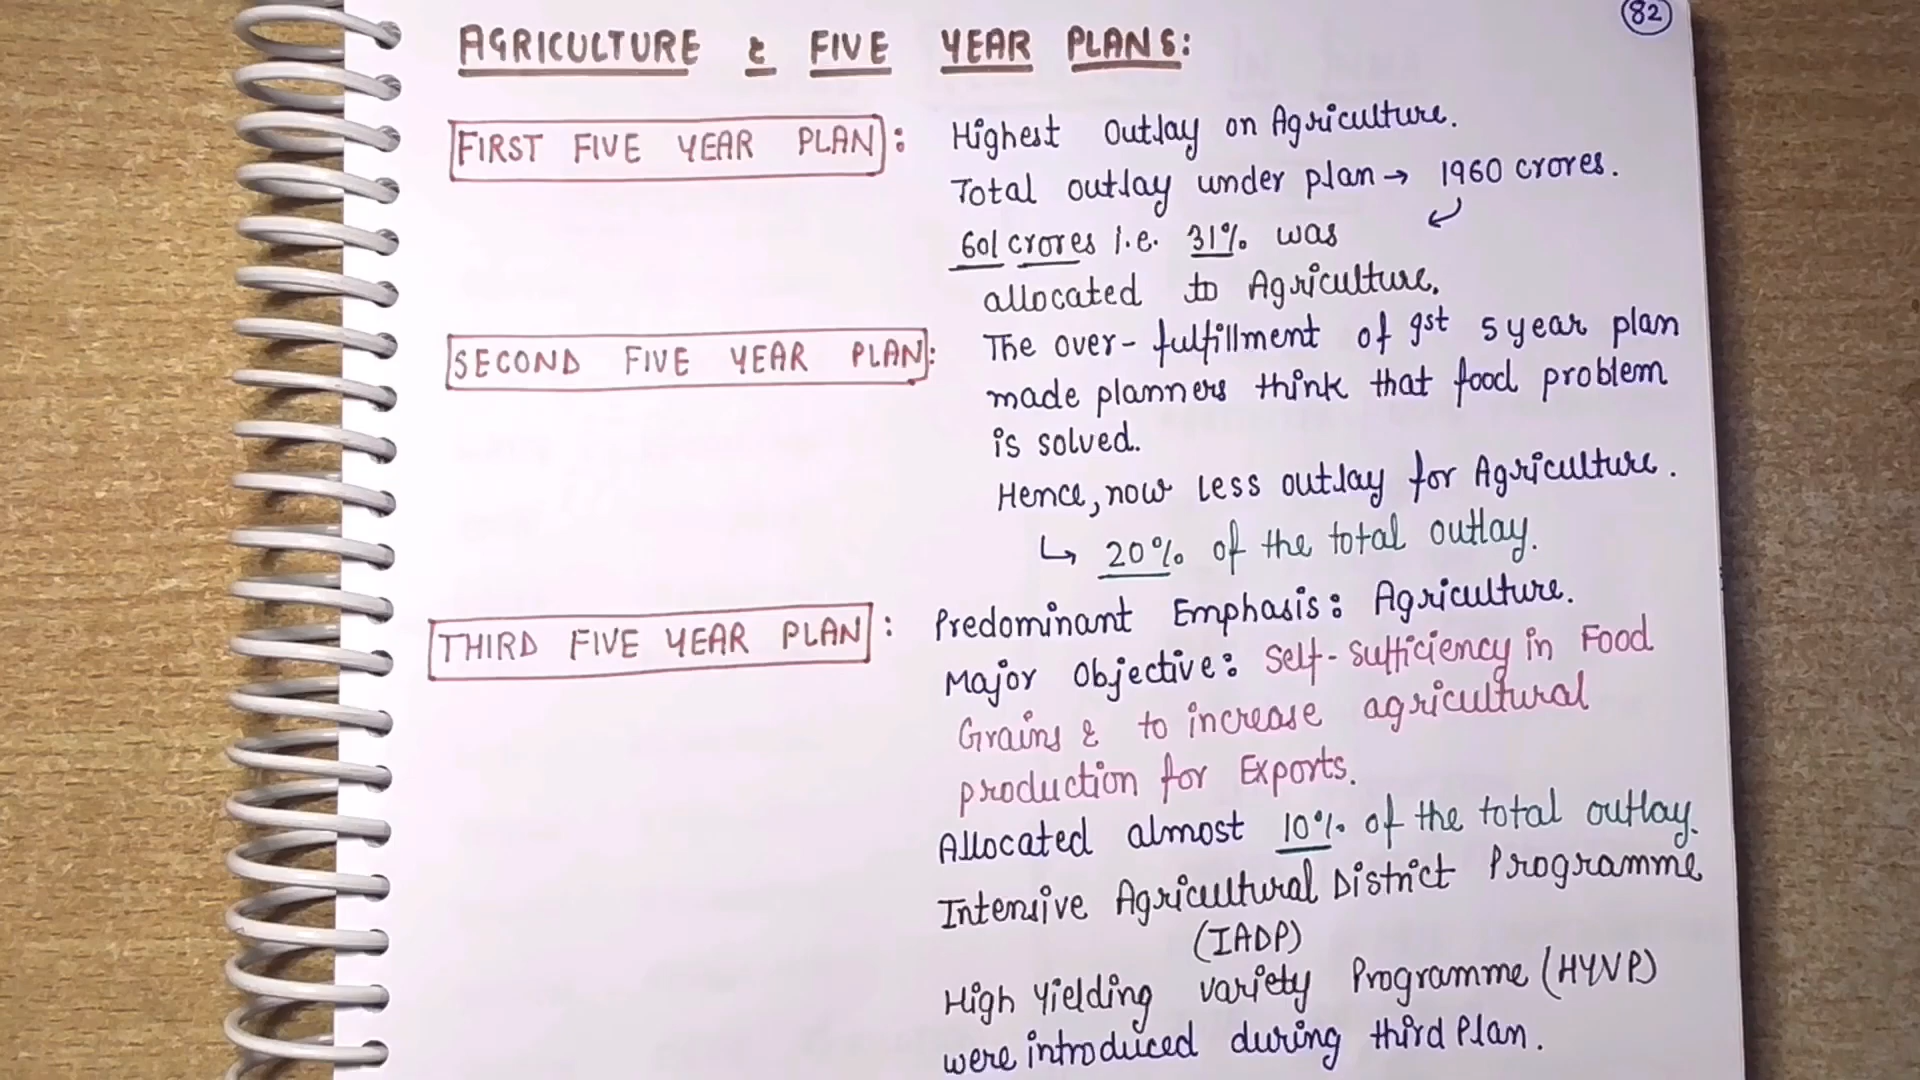 82
AGRICULTURE & FIVE YEAR PLANS:
FIRST FIVE YEAR PLAN : Highest Outlay on Agriculture.
Total outlay under plan → 1960 crores.
601 crores i.e. 31% was
allocated to Agriculture.
SECOND FIVE YEAR PLAN : The over-fulfillment of Ist 5 year plan
made planners think that food problem
is solved.
Hence, now less outlay for Agriculture.
↳ 20% of the total outlay.
THIRD FIVE YEAR PLAN : Predominant Emphasis: Agriculture.
Major Objective: Self-sufficiency in Food
Grains & to increase agricultural
production for Exports.
Allocated almost 10% of the total outlay.
Intensive Agricultural District Programme
(IADP)
High Yielding variety Programme (HYVP)
were introduced during third Plan.